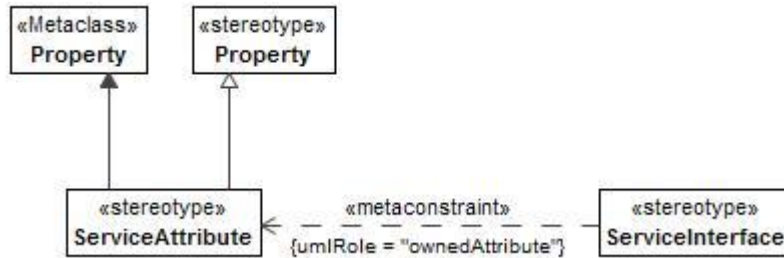 «Metaclass»
Property
«stereotype»
Property
«stereotype»
ServiceAttribute
«metaconstraint»
{umlRole = "ownedAttribute"}
«stereotype»
ServiceInterface